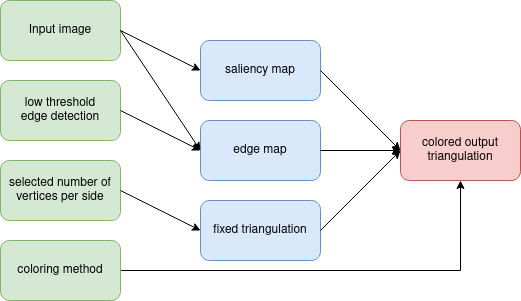 Input image
saliency map
low threshold
edge detection
edge map
colored output
triangulation
selected number of
vertices per side
fixed triangulation
coloring method